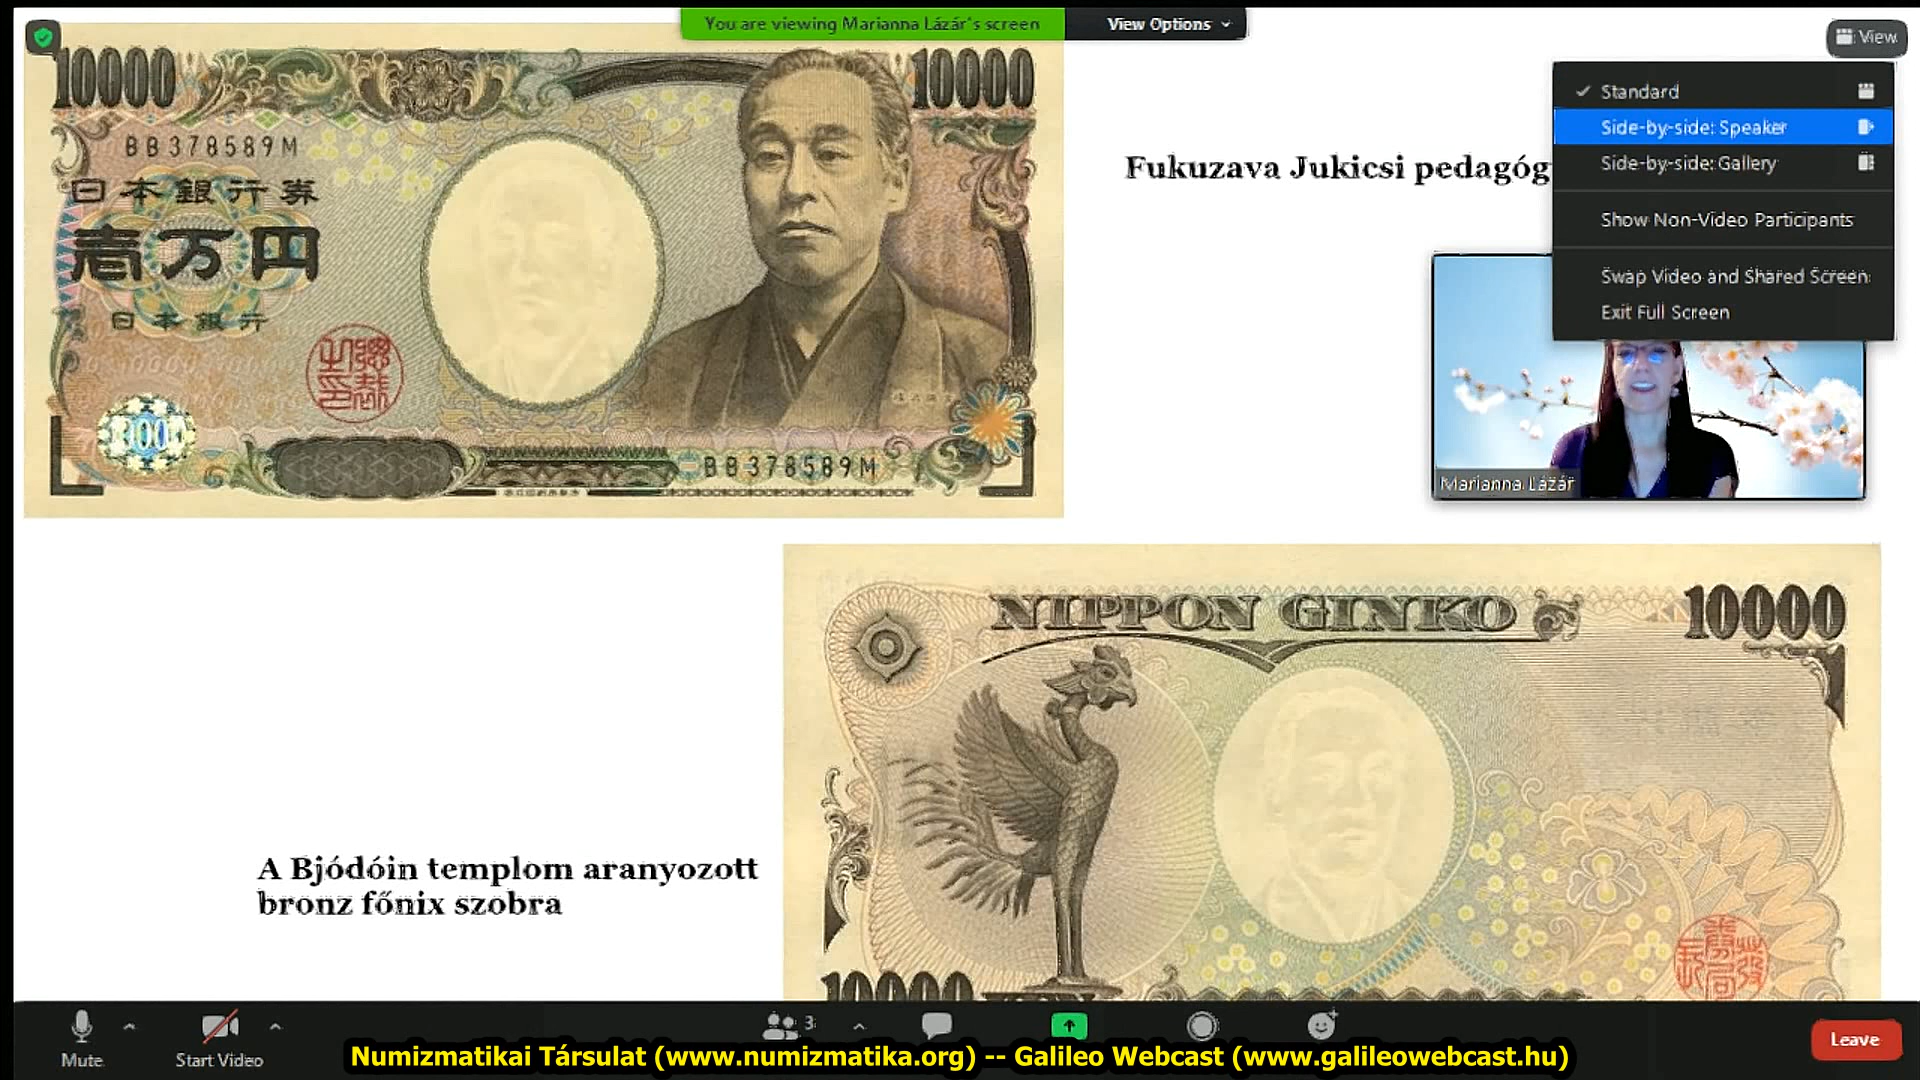 You are viewing Marianna Lázár's screen
View Options
View
Standard
Side-by-side: Speaker
Side-by-side: Gallery
Show Non-Video Participants
Swap Video and Shared Screen
Exit Full Screen
10000
10000
BB378589M
日本銀行券
壱万円
日本銀行
BB378589M
Fukuzava Jukicsi pedagóg
Marianna Lázár
NIPPON GINKO
10000
A Bjódóin templom aranyozott
bronz főnix szobra
10000
3
Mute
Start Video
Leave
Numizmatikai Társulat (www.numizmatika.org) -- Galileo Webcast (www.galileowebcast.hu)